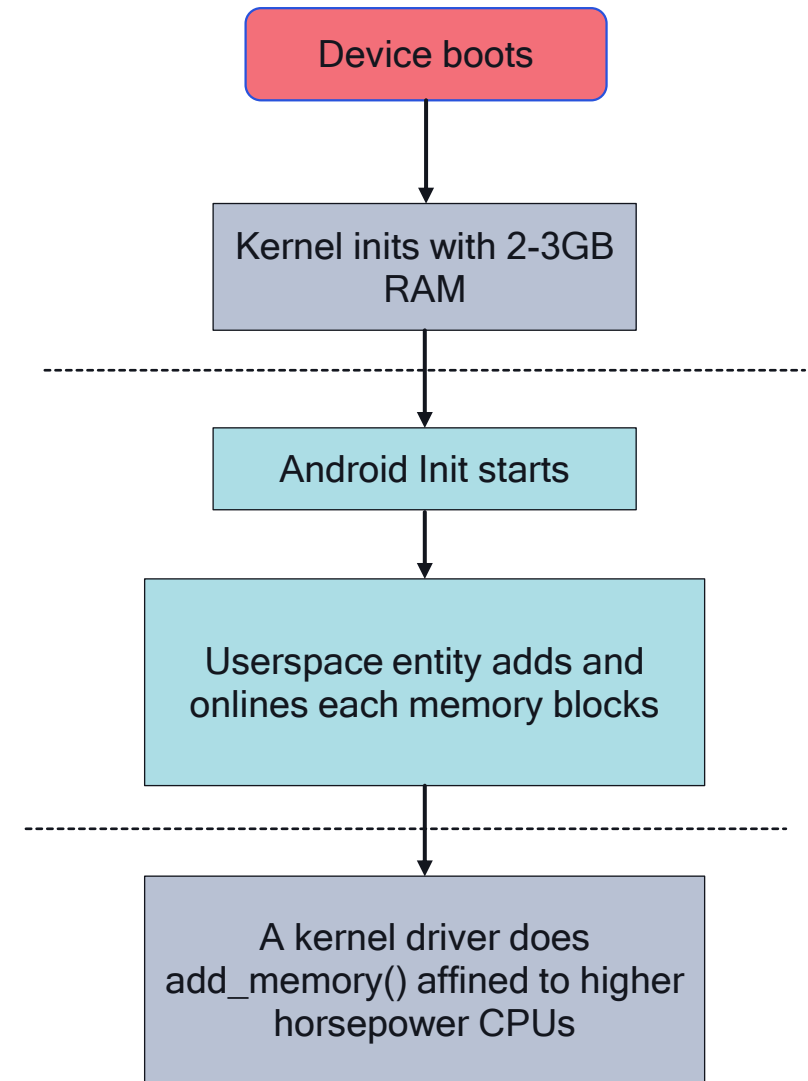 Device boots
Kernel inits with 2-3GB
RAM
Android Init starts
Userspace entity adds and
onlines each memory blocks
A kernel driver does
add_memory() affined to higher
horsepower CPUs